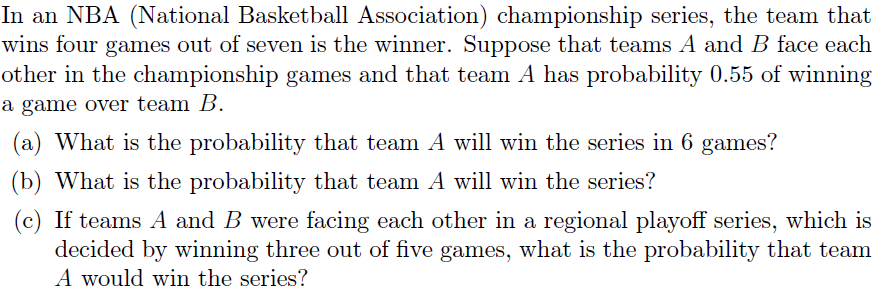 In an NBA (National Basketball Association) championship series, the team that
wins four games out of seven is the winner. Suppose that teams A and B face each
other in the championship games and that team A has probability 0.55 of winning
a game over team B.
(a) What is the probability that team A will win the series in 6 games?
(b) What is the probability that team A will win the series?
(c) If teams A and B were facing each other in a regional playoff series, which is
decided by winning three out of five games, what is the probability that team
A would win the series?